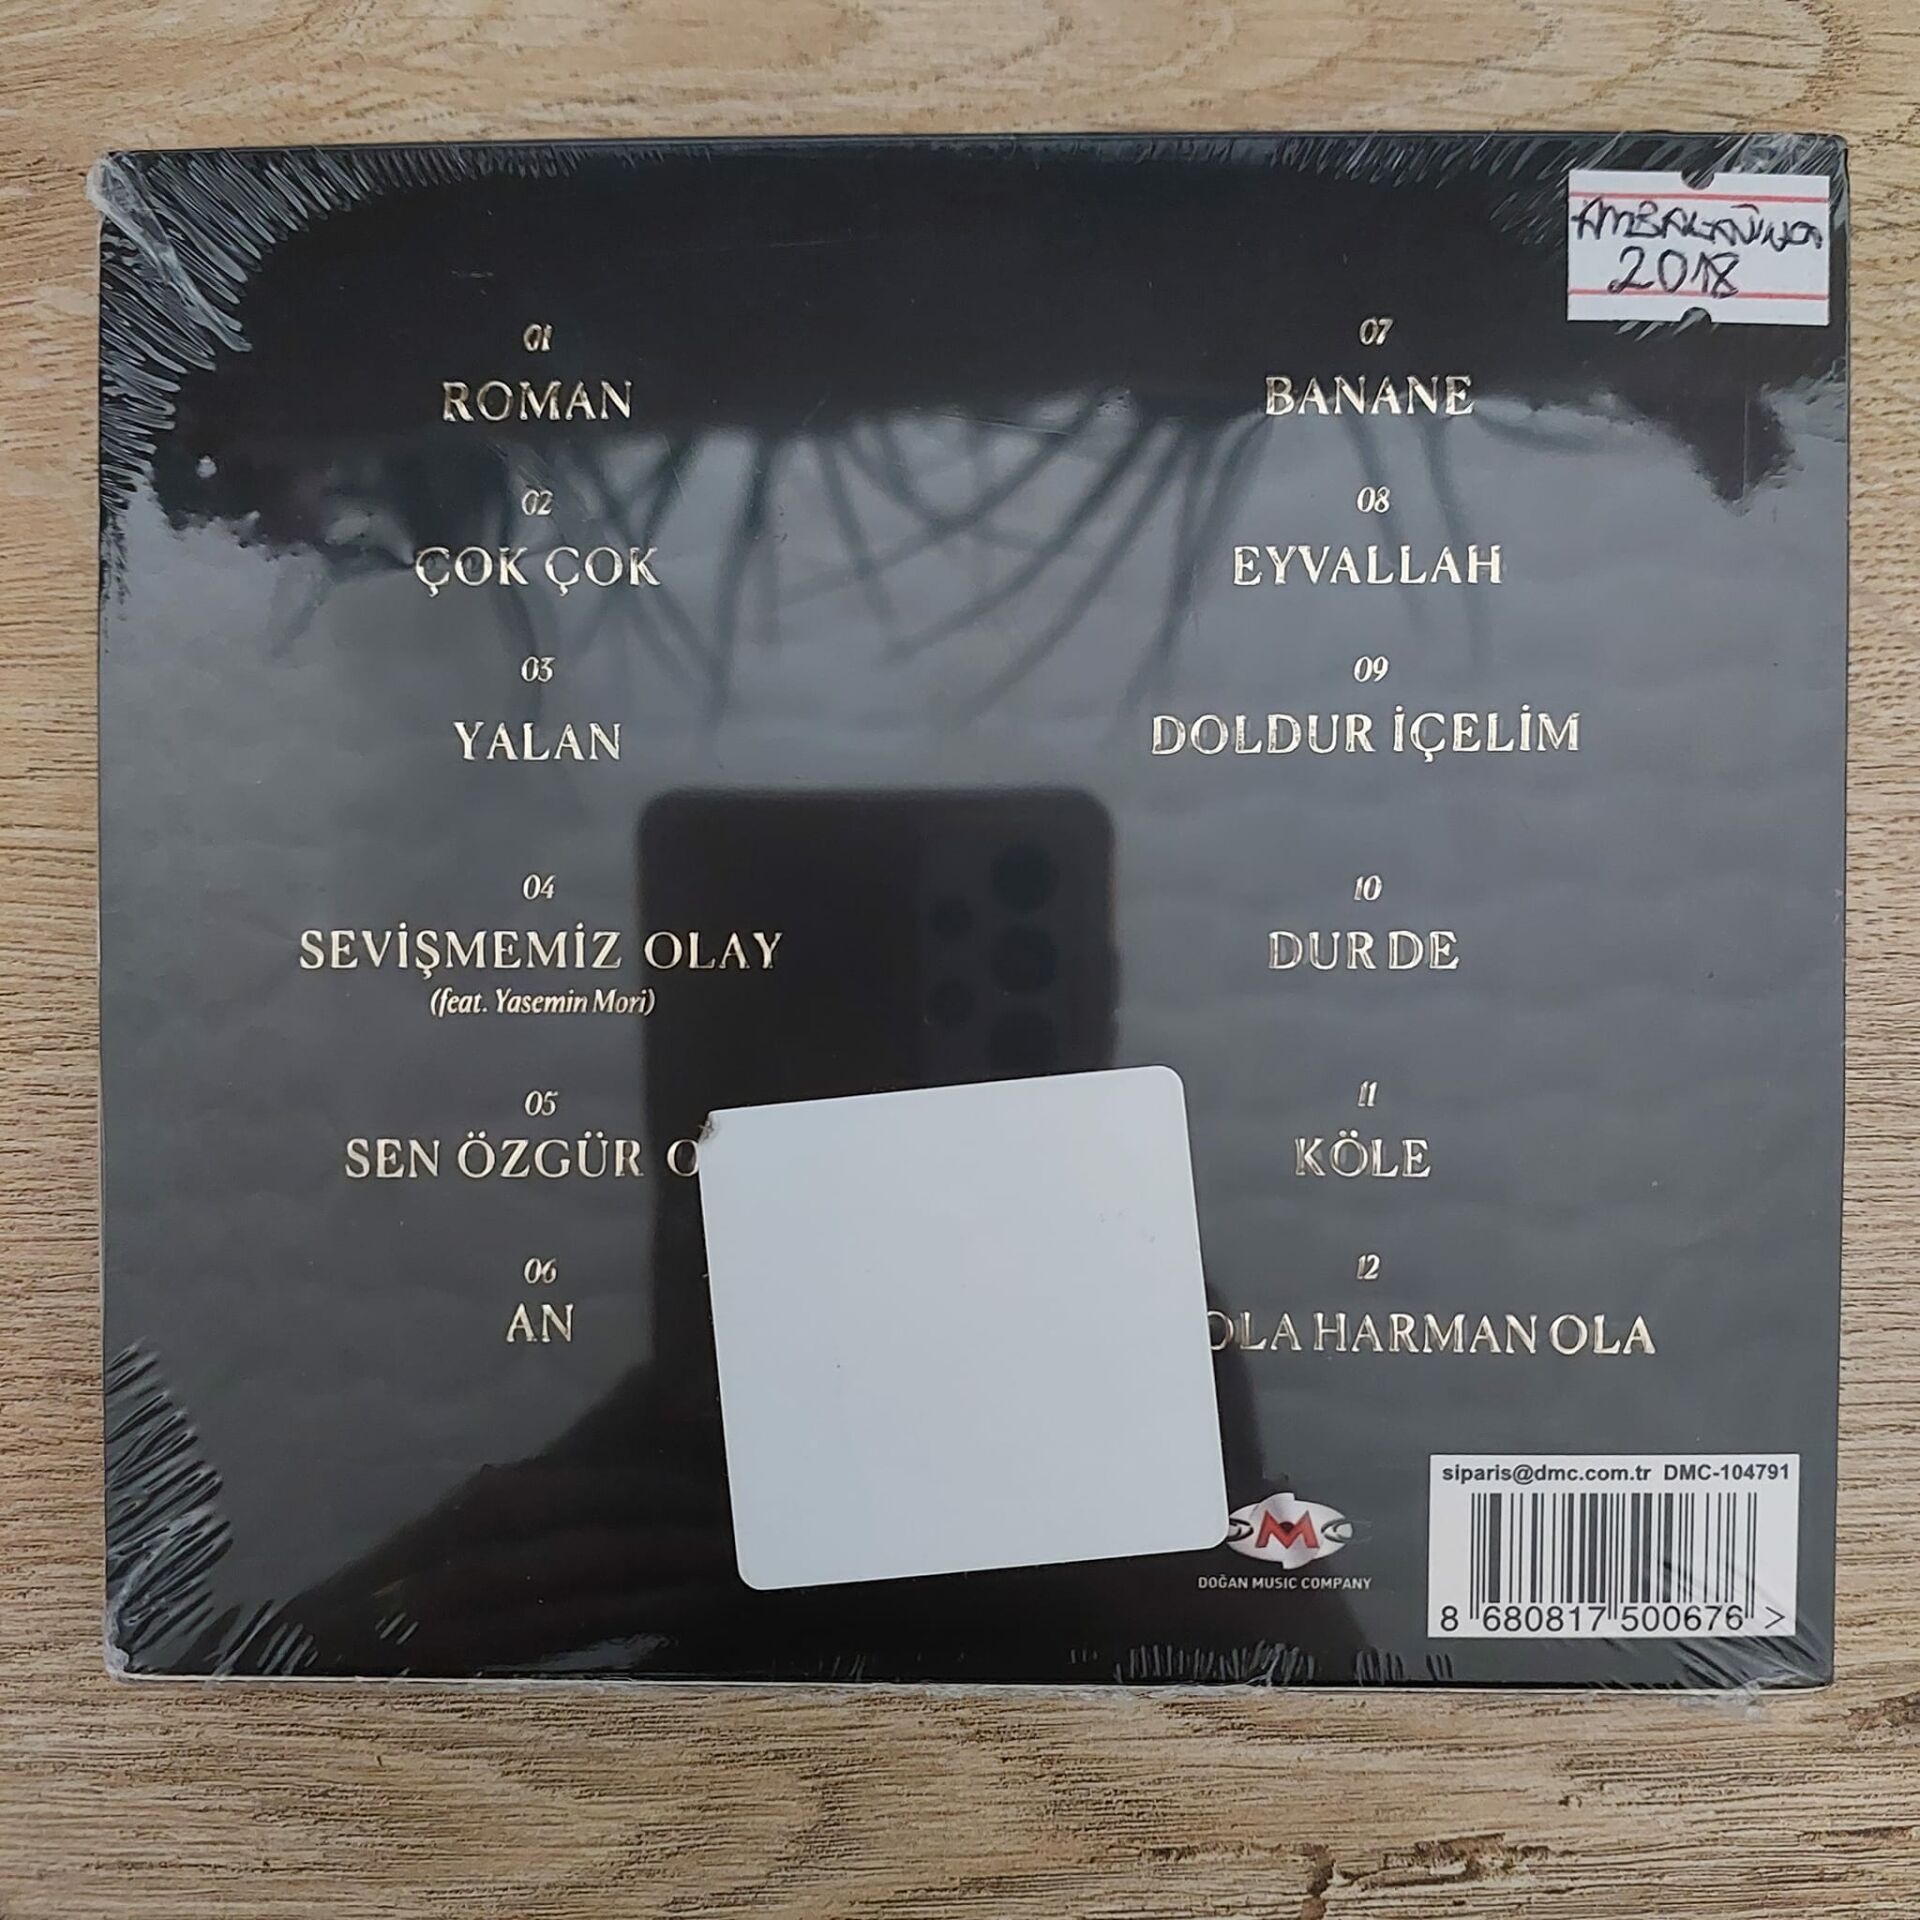 AMBALAJINDA
2018
01
ROMAN
02
ÇOK ÇOK
03
YALAN
04
SEVİŞMEMİZ OLAY
(feat. Yasemin Mori)
05
SEN ÖZGÜR
06
AN
07
BANANE
08
EYVALLAH
09
DOLDUR İÇELİM
10
DUR DE
11
KÖLE
12
OLA HARMAN OLA
DMC
DOĞAN MUSIC COMPANY
siparis@dmc.com.tr DMC-104791
8 680817 500676 >